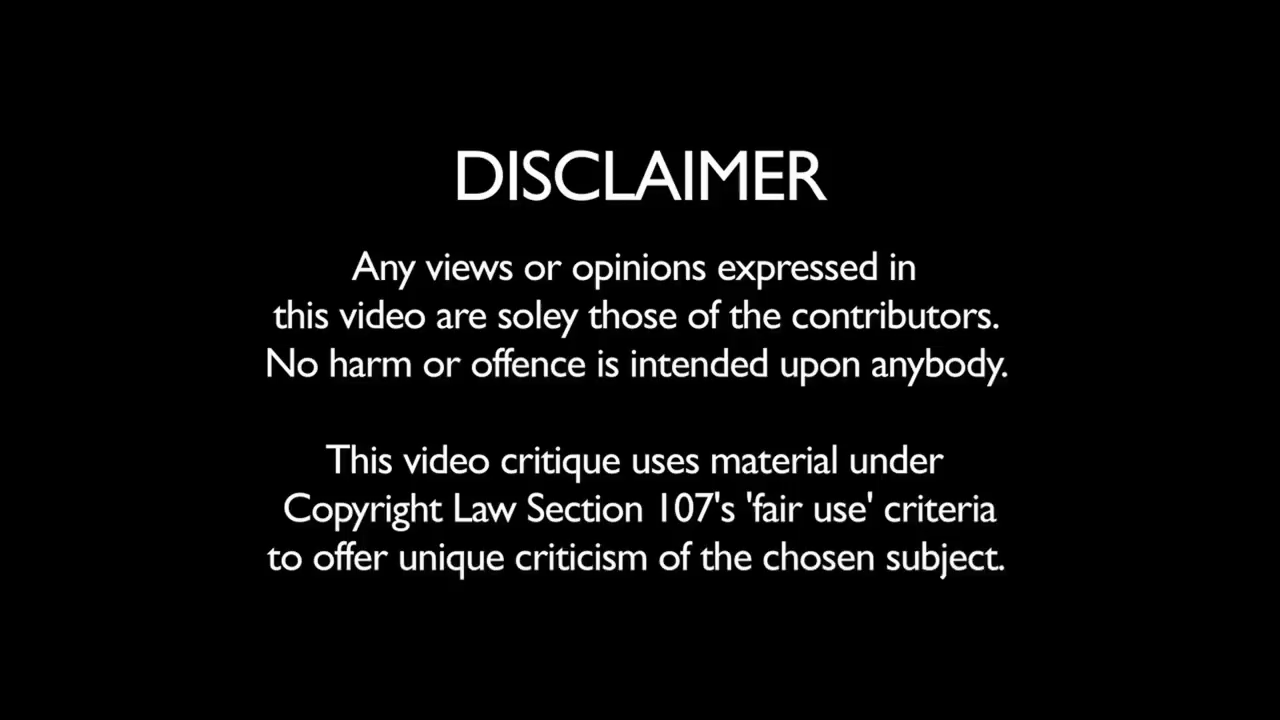 DISCLAIMER
Any views or opinions expressed in
this video are soley those of the contributors.
No harm or offence is intended upon anybody.
This video critique uses material under
Copyright Law Section 107's 'fair use' criteria
to offer unique criticism of the chosen subject.